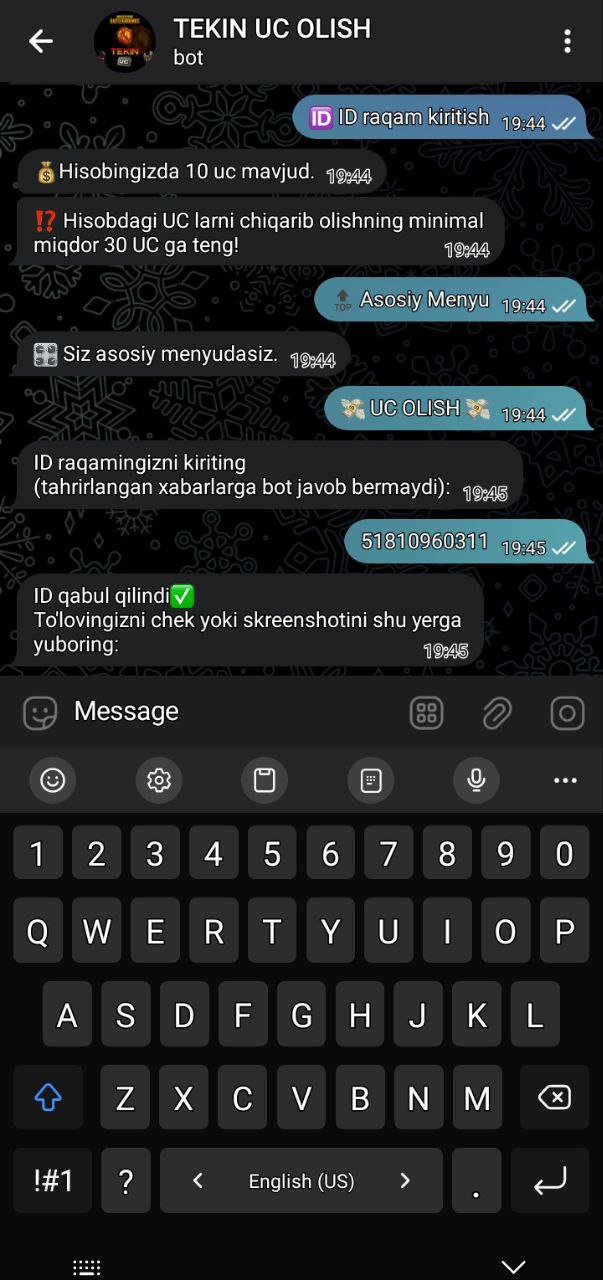 TEKIN UC OLISH
bot
TEKIN
UC
🆔 ID raqam kiritish 19:44
💰Hisobingizda 10 uc mavjud. 19:44
⁉️ Hisobdagi UC larni chiqarib olishning minimal
miqdor 30 UC ga teng! 19:44
🔝 Asosiy Menyu 19:44
🎛 Siz asosiy menyudasiz. 19:44
💸 UC OLISH 💸 19:44
ID raqamingizni kiriting
(tahrirlangan xabarlarga bot javob bermaydi): 19:45
51810960311 19:45
ID qabul qilindi✅
To'lovingizni chek yoki skreenshotini shu yerga
yuboring: 19:45
Message
1 2 3 4 5 6 7 8 9 0
Q W E R T Y U I O P
A S D F G H J K L
Z X C V B N M
!#1 ? < English (US) > .